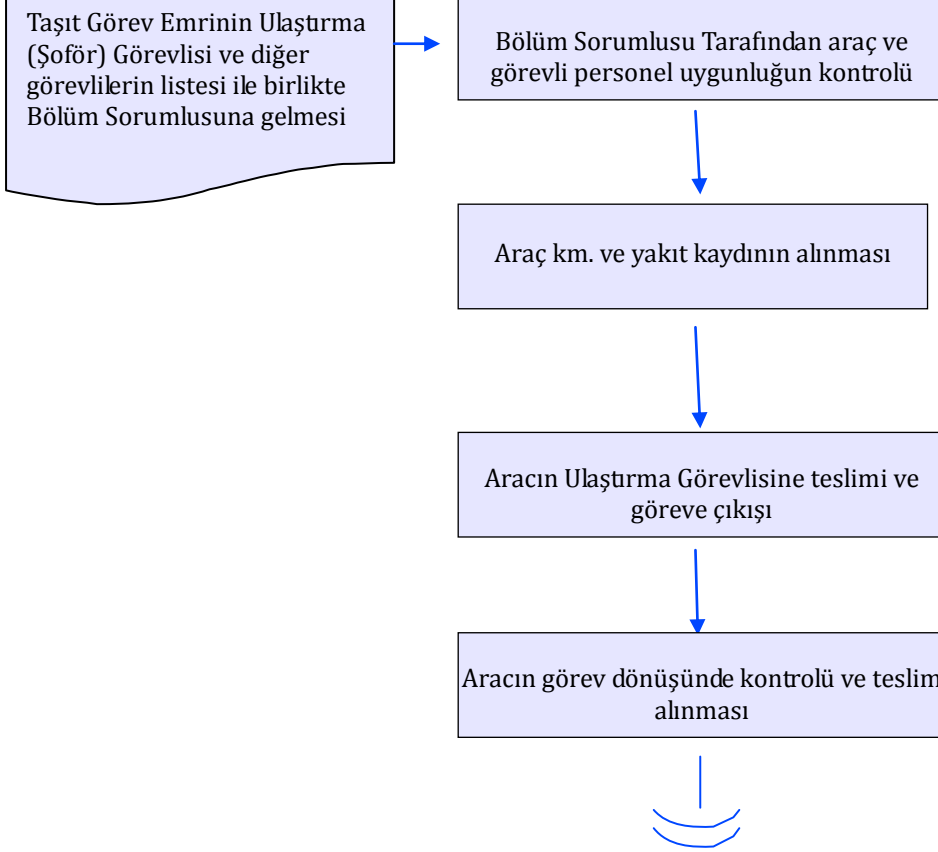 Taşıt Görev Emrinin Ulaştırma
(Şoför) Görevlisi ve diğer
görevlilerin listesi ile birlikte
Bölüm Sorumlusuna gelmesi
Bölüm Sorumlusu Tarafından araç ve
görevli personel uygunluğun kontrolü
Araç km. ve yakıt kaydının alınması
Aracın Ulaştırma Görevlisine teslimi ve
göreve çıkışı
Aracın görev dönüşünde kontrolü ve teslim
alınması